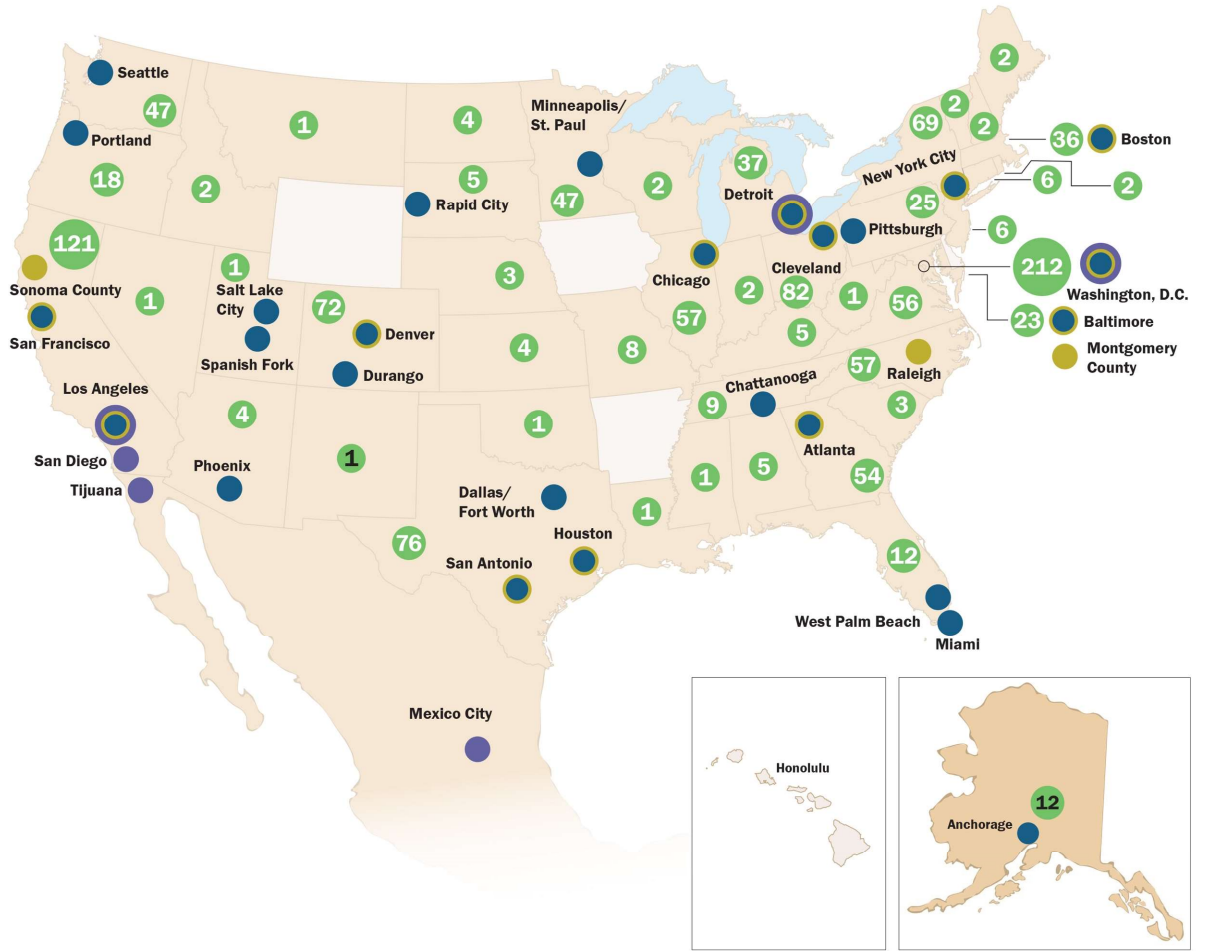 Seattle
47
Portland
18
1
2
4
5
Rapid City
Minneapolis/
St. Paul
47
2
37
Detroit
2
2
69
2
36
Boston
New York City
6
2
25
6
Pittsburgh
Cleveland
Chicago
212
Washington, D.C.
23
Baltimore
Montgomery
County
121
Sonoma County
San Francisco
1
1
Salt Lake
City
Spanish Fork
72
Denver
Durango
3
4
8
57
2
82
1
56
5
57
Raleigh
Chattanooga
9
3
Atlanta
54
Los Angeles
San Diego
Tijuana
4
Phoenix
1
1
Dallas/
Fort Worth
Houston
San Antonio
76
1
1
5
12
West Palm Beach
Miami
Mexico City
Honolulu
12
Anchorage